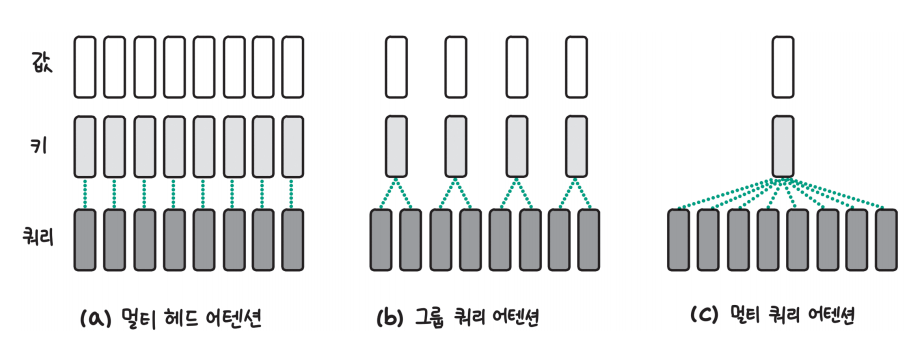 값
키
쿼리
(a) 멀티 헤드 어텐션
(b) 그룹 쿼리 어텐션
(c) 멀티 쿼리 어텐션